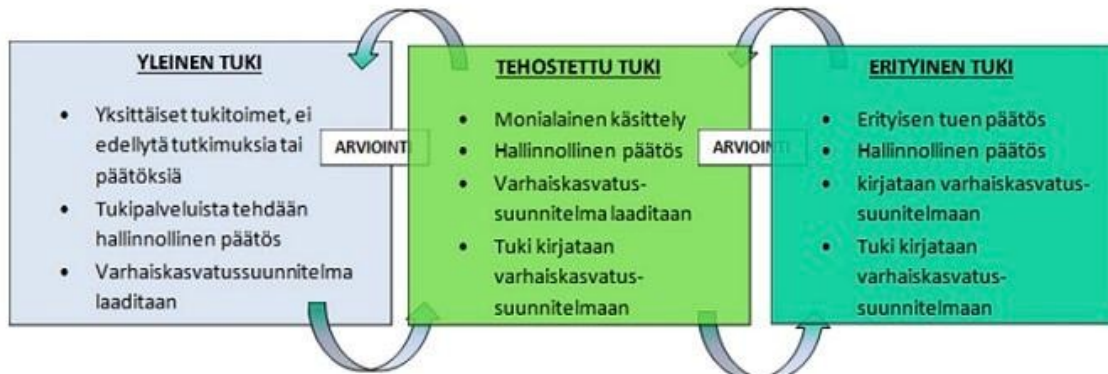 YLEINEN TUKI
• Yksittäiset tukitoimet, ei
edellytä tutkimuksia tai
päätöksiä
• Tukipalveluista tehdään
hallinnollinen päätös
• Varhaiskasvatussuunnitelma
laaditaan
ARVIOINTI
TEHOSTETTU TUKI
• Monialainen käsittely
• Hallinnollinen päätös
• Varhaiskasvatus-
suunnitelma laaditaan
• Tuki kirjataan
varhaiskasvatus-
suunnitelmaan
ARVIOINTI
ERITYINEN TUKI
• Erityisen tuen päätös
• Hallinnollinen päätös
• kirjataan varhaiskasvatus-
suunitelmaan
• Tuki kirjataan
varhaiskasvatus-
suunnitelmaan